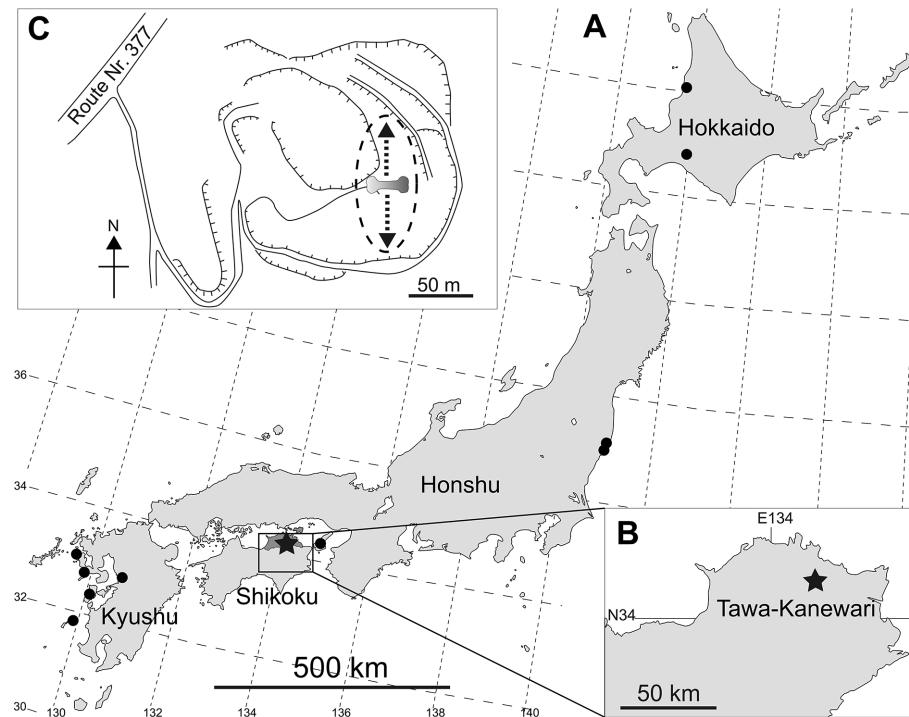 C
Route Nr. 377
N
50 m
A
Hokkaido
36
34
32
30
Honshu
Shikoku
Kyushu
500 km
130
132
134
136
138
140
B
E134
N34
Tawa-Kanewari
50 km